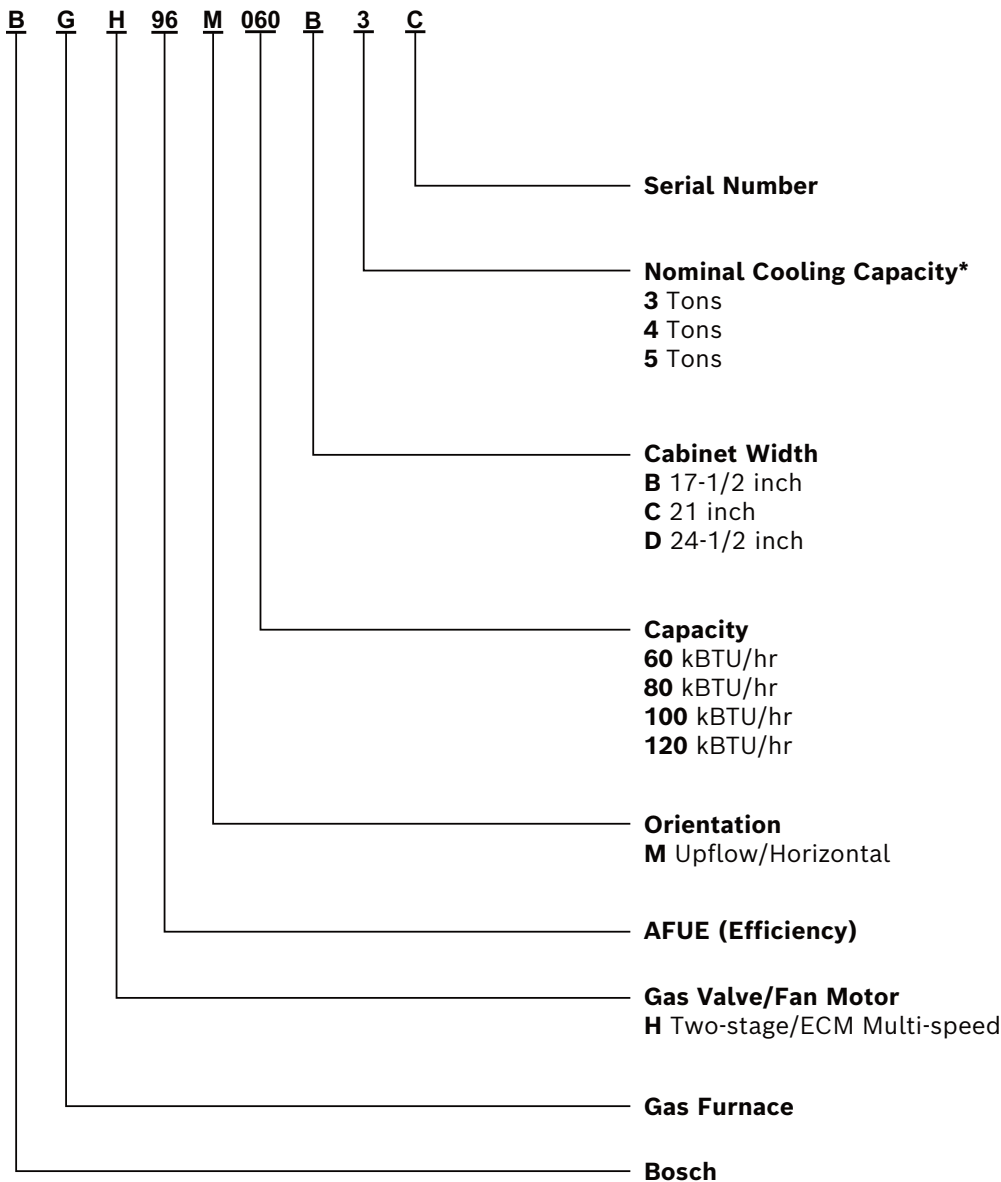 B G H 96 M 060 B 3 C
Serial Number
Nominal Cooling Capacity*
3 Tons
4 Tons
5 Tons
Cabinet Width
B 17-1/2 inch
C 21 inch
D 24-1/2 inch
Capacity
60 kBTU/hr
80 kBTU/hr
100 kBTU/hr
120 kBTU/hr
Orientation
M Upflow/Horizontal
AFUE (Efficiency)
Gas Valve/Fan Motor
H Two-stage/ECM Multi-speed
Gas Furnace
Bosch